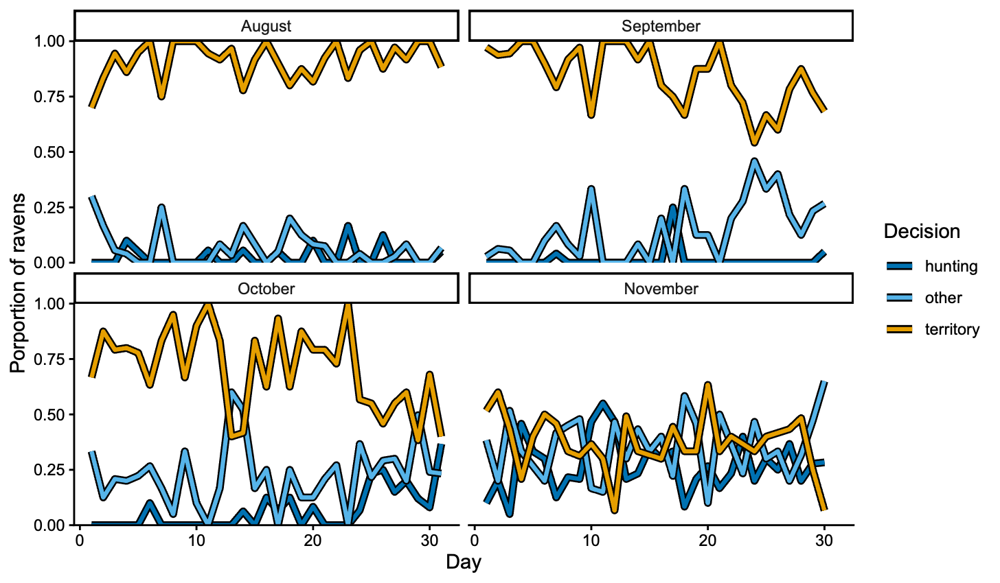 August
September
1.00
0.75
0.50
0.25
0.00
October
November
1.00
0.75
0.50
0.25
0.00
0
10
20
30
0
10
20
30
Day
Porportion of ravens
Decision
hunting
other
territory